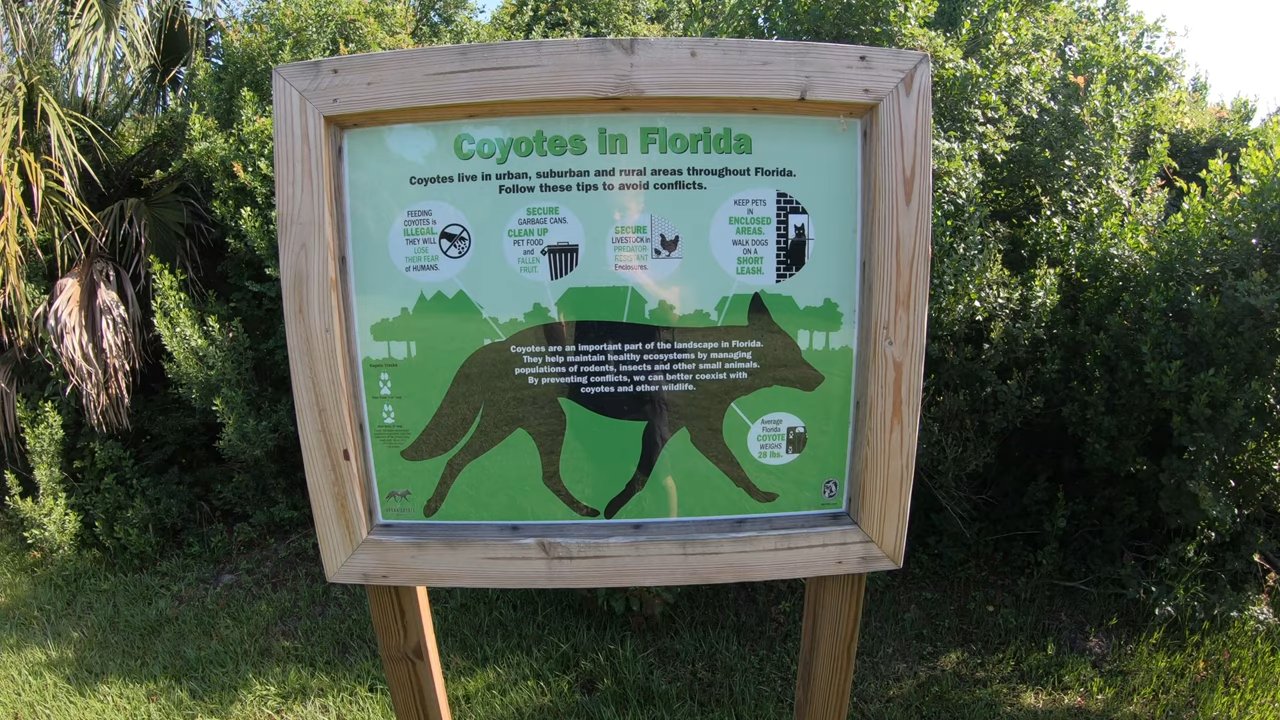 Coyotes in Florida
Coyotes live in urban, suburban and rural areas throughout Florida.
Follow these tips to avoid conflicts.
FEEDING
COYOTES is
ILLEGAL.
THEY WILL
LOSE
THEIR FEAR
of HUMANS.
SECURE
GARBAGE CANS.
CLEAN UP
PET FOOD
and
FALLEN
FRUIT.
SECURE
LIVESTOCK in
PREDATOR-
RESISTANT
Enclosures.
KEEP PETS
IN
ENCLOSED
AREAS.
WALK DOGS
ON A
SHORT
LEASH.
Coyotes are an important part of the landscape in Florida.
They help maintain healthy ecosystems by managing
populations of rodents, insects and other small animals.
By preventing conflicts, we can better coexist with
coyotes and other wildlife.
Average
Florida
COYOTE
WEIGHS
28 lbs.